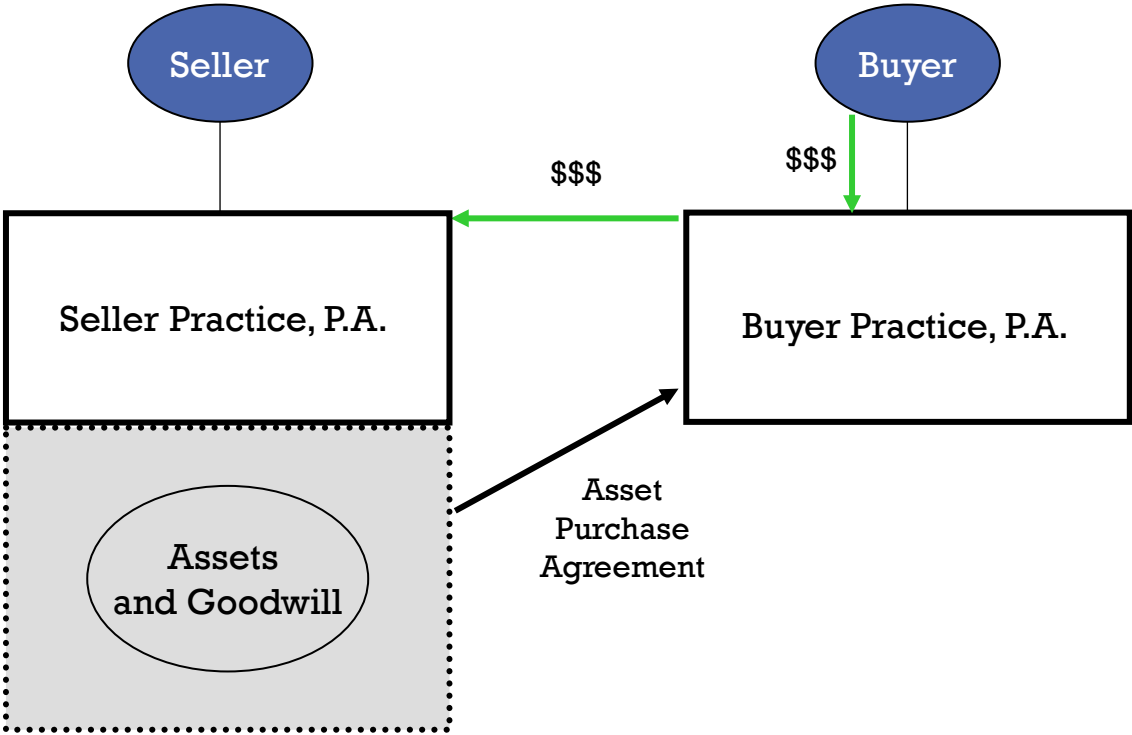 Seller
Buyer
$$$
$$$
Seller Practice, P.A.
Buyer Practice, P.A.
Asset
Purchase
Agreement
Assets
and Goodwill